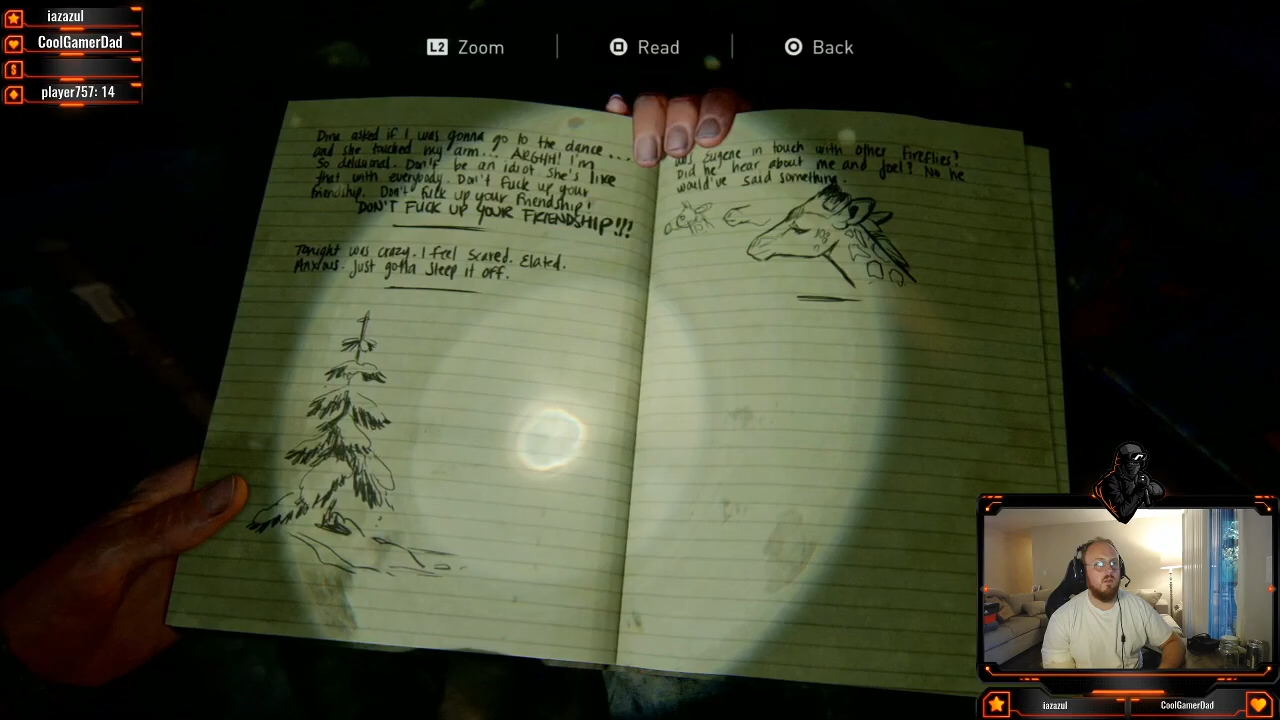 iazazul
CoolGamerDad
$
player757: 14
L2 Zoom
Read
Back
Dina asked if I was gonna go to the dance ...
and she touched my arm... ARGHH! I'm
so delusional. Don't be an idiot. She's like
that with everybody. Don't fuck up your
friendship. Don't fuck up your friendship!
DON'T FUCK UP YOUR FRIENDSHIP!!!
Tonight was crazy. I feel scared. Elated.
Anxious. Just gotta sleep it off.
Was Eugene in touch with other Fireflies?
Did he hear about me and Joel? No he
would've said something.
iazazul
CoolGamerDad